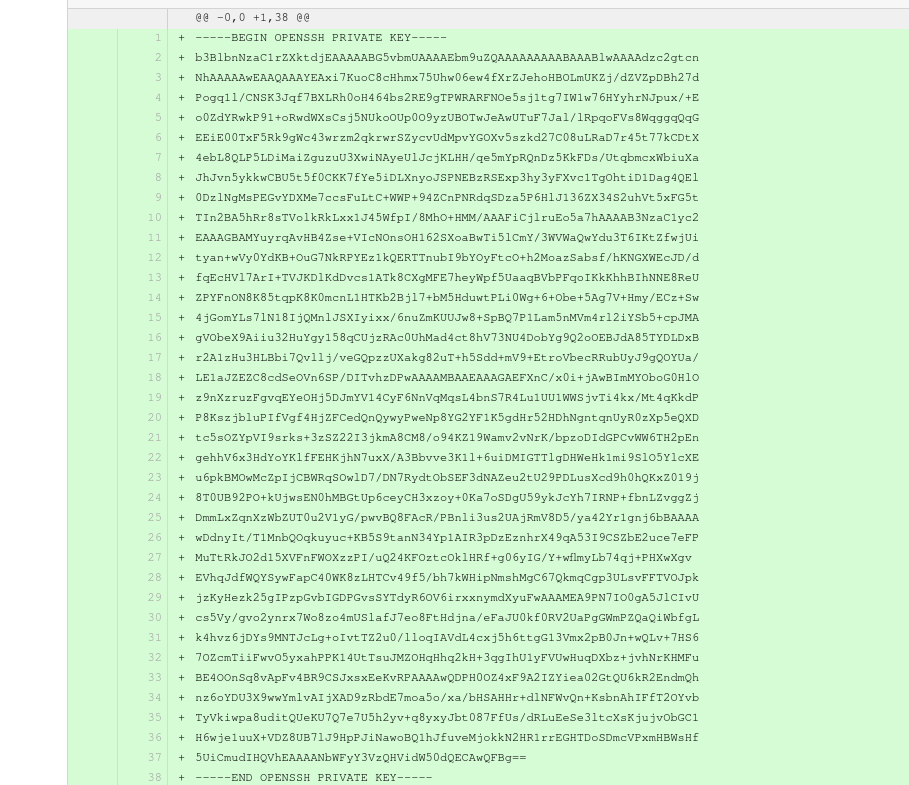 @@ -0,0 +1,38 @@
1 + -----BEGIN OPENSSH PRIVATE KEY-----
2 + b3BlbnNzaC1rZXktdjEAAAAABG5vbmUAAAAEbm9uZQAAAAAAAAABAAABlwAAAAdzc2gtcn
3 + NhAAAAAwEAAQAAAYEAxi7KuoC8cHhmx75Uhw06ew4fXrZJehoHBOLmUKZj/dZVZpDBh27d
4 + Pogq1l/CNSK3Jqf7BXLRh0oH464bs2RE9gTPWRARFNOe5sj1tg7IW1w76HYyhrNJpux/+E
5 + o0ZdYRwkP91+oRwdWXsCsj5NUkoOUp0O9yzUBOTwJeAwUTuF7Jal/lRpqoFVs8WqggqQqG
6 + EEiE00TxF5Rk9gWc43wrzm2qkrwrSZycvUdMpvYGOXv5szkd27C08uLRaD7r45t77kCDtX
7 + 4ebL8QLP5LDiMaiZguzuU3XwiNAyeUlJcjKLHH/qe5mYpRQnDz5KkFDs/UtqbmcxWbiuXa
8 + JhJvn5ykkwCBU5t5f0CKK7fYe5iDLXnyoJSPNEBzRSExp3hy3yFXvc1TgOhtiD1Dag4QEl
9 + 0DzlNgMsPEGvYDXMe7ccsFuLtC+WWP+94ZCnPNRdqSDza5P6HlJ136ZX34S2uhVt5xFG5t
10 + TIn2BA5hRr8sTVolkRkLxx1J45WfpI/8MhO+HMM/AAAFiCjlruEo5a7hAAAAB3NzaC1yc2
11 + EAAAGBAMYuyrqAvHB4Zse+VIcNOnsOH162SXoaBwTi5lCmY/3WVWaQwYdu3T6IKtZfwjUi
12 + tyan+wVy0YdKB+OuG7NkRPYEz1kQERTTnubI9bYOyFtcO+h2MoazSabsf/hKNGXWEcJD/d
13 + fqEcHVl7ArI+TVJKDlKdDvcs1ATk8CXgMFE7heyWpf5UaaqBVbPFqoIKkKhhBIhNNE8ReU
14 + ZPYFnON8K85tqpK8K0mcnL1HTKb2Bjl7+bM5HduwtPLi0Wg+6+Obe+5Ag7V+Hmy/ECz+Sw
15 + 4jGomYLs7lN18IjQMnlJSXIyixx/6nuZmKUUJw8+SpBQ7P1Lam5nMVm4rl2iYSb5+cpJMA
16 + gVObeX9Aiiu32HuYgy158qCUjzRAc0UhMad4ct8hV73NU4DobYg9Q2oOEBJdA85TYDLDxB
17 + r2A1zHu3HLBbi7Qvllj/veGQpzzUXakg82uT+h5Sdd+mV9+EtroVbecRRubUyJ9gQOYUa/
18 + LE1aJZEZC8cdSeOVn6SP/DITvhzDPwAAAAMBAAEAAAGAEFXnC/x0i+jAwBImMYOboG0HlO
19 + z9nXzruzFgvqEYeOHj5DJmYV14CyF6NnVqMqsL4bnS7R4Lu1UU1WWSjvTi4kx/Mt4qKkdP
20 + P8KszjbluPIfVgf4HjZFCedQnQywyPweNp8YG2YF1K5gdHr52HDhNgntqnUyR0zXp5eQXD
21 + tc5sOZYpVI9srks+3zSZ22I3jkmA8CM8/o94KZ19Wamv2vNrK/bpzoDIdGPCvWW6TH2pEn
22 + gehhV6x3HdYoYKlfFEHKjhN7uxX/A3Bbvve3K1l+6uiDMIGTTlgDHWeHk1mi9SlO5YlcXE
23 + u6pkBMOwMcZpIjCBWRqSOwlD7/DN7RydtObSEF3dNAZeu2tU29PDLusXcd9h0hQKxZ019j
24 + 8T0UB92PO+kUjwsEN0hMBGtUp6ceyCH3xzoy+0Ka7oSDgU59ykJcYh7IRNP+fbnLZvggZj
25 + DmmLxZqnXzWbZUT0u2V1yG/pwvBQ8FAcR/PBnli3us2UAjRmV8D5/ya42Yr1gnj6bBAAAA
26 + wDdnyIt/T1MnbQOqkuyuc+KB5S9tanN34Yp1AIR3pDzEznhrX49qA53I9CSZbE2uce7eFP
27 + MuTtRkJO2d15XVFnFWOXzzPI/uQ24KFOztcOklHRf+g06yIG/Y+wflmyLb74qj+PHXwXgv
28 + EVhqJdfWQYSywFapC40WK8zLHTCv49f5/bh7kWHipNmshMgC67QkmqCgp3ULsvFFTVOJpk
29 + jzKyHezk25gIPzpGvbIGDPGvsSYTdyR6OV6irxxnymdXyuFwAAAMEA9PN7IO0gA5JlCIvU
30 + cs5Vy/gvo2ynrx7Wo8zo4mUSlafJ7eo8FtHdjna/eFaJU0kf0RV2UaPgGWmPZQaQiWbfgL
31 + k4hvz6jDYs9MNTJcLg+oIvtTZ2u0/lloqIAVdL4cxj5h6ttgG13Vmx2pB0Jn+wQLv+7HS6
32 + 7OZcmTiiFwvO5yxahPPK14UtTsuJMZOHqHhq2kH+3qgIhU1yFVUwHuqDXbz+jvhNrKHMFu
33 + BE4OOnSq8vApFv4BR9CSJxsxEeKvRPAAAAwQDPH0OZ4xF9A2IZYiea02GtQU6kR2EndmQh
34 + nz6oYDU3X9wwYmlvAIjXAD9zRbdE7moa5o/xa/bHSAHHr+dlNFWvQn+KsbnAhIFfT2OYvb
35 + TyVkiwpa8uditQUeKU7Q7e7U5h2yv+q8yxyJbt087FfUs/dRLuEeSe3ltcXsKjujvObGC1
36 + H6wje1uuX+VDZ8UB7lJ9HpPJiNawoBQ1hJfuveMjokkN2HR1rrEGHTDoSDmcVPxmHBWsHf
37 + 5UiCmudIHQVhEAAAANbWFyY3VzQHVidW50dQECAwQFBg==
38 + -----END OPENSSH PRIVATE KEY-----